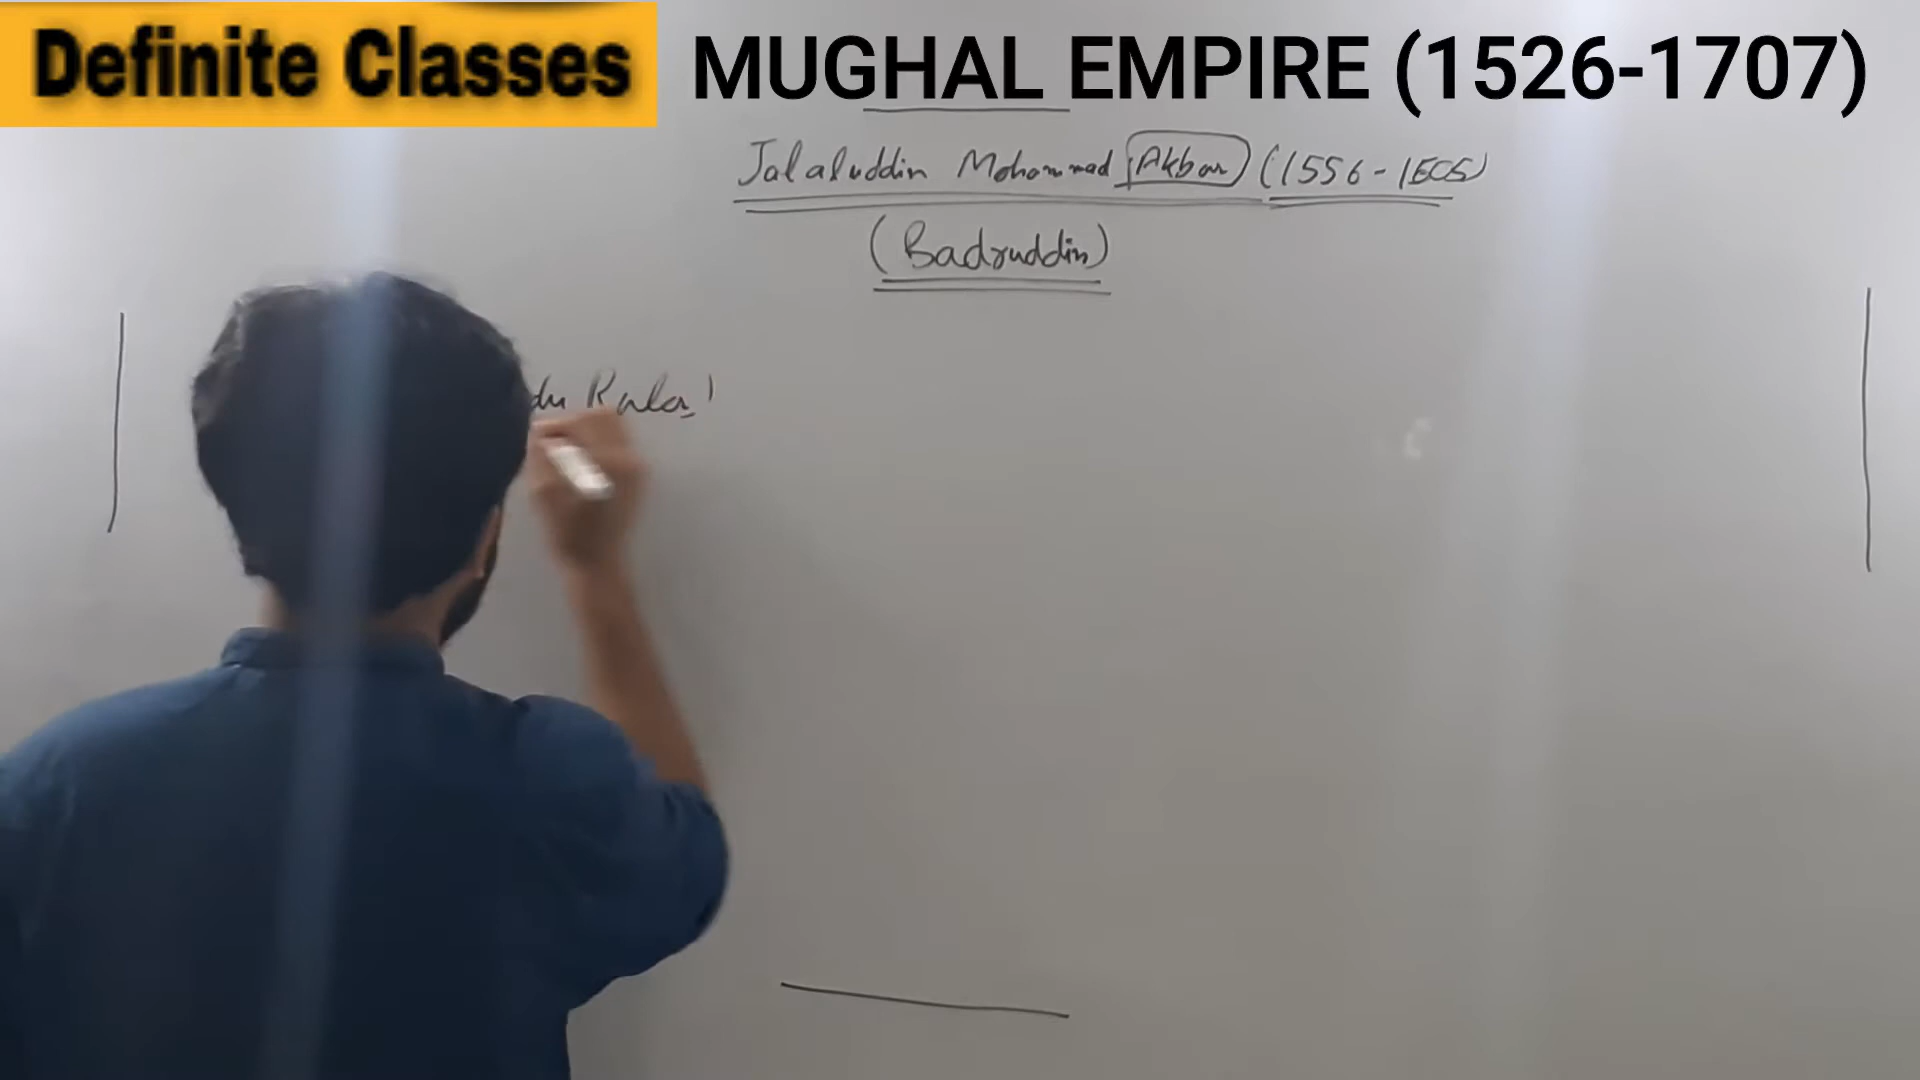 Definite Classes
MUGHAL EMPIRE (1526-1707)
Jalaluddin Mohammad Akbar (1556-1605)
(Badruddin)